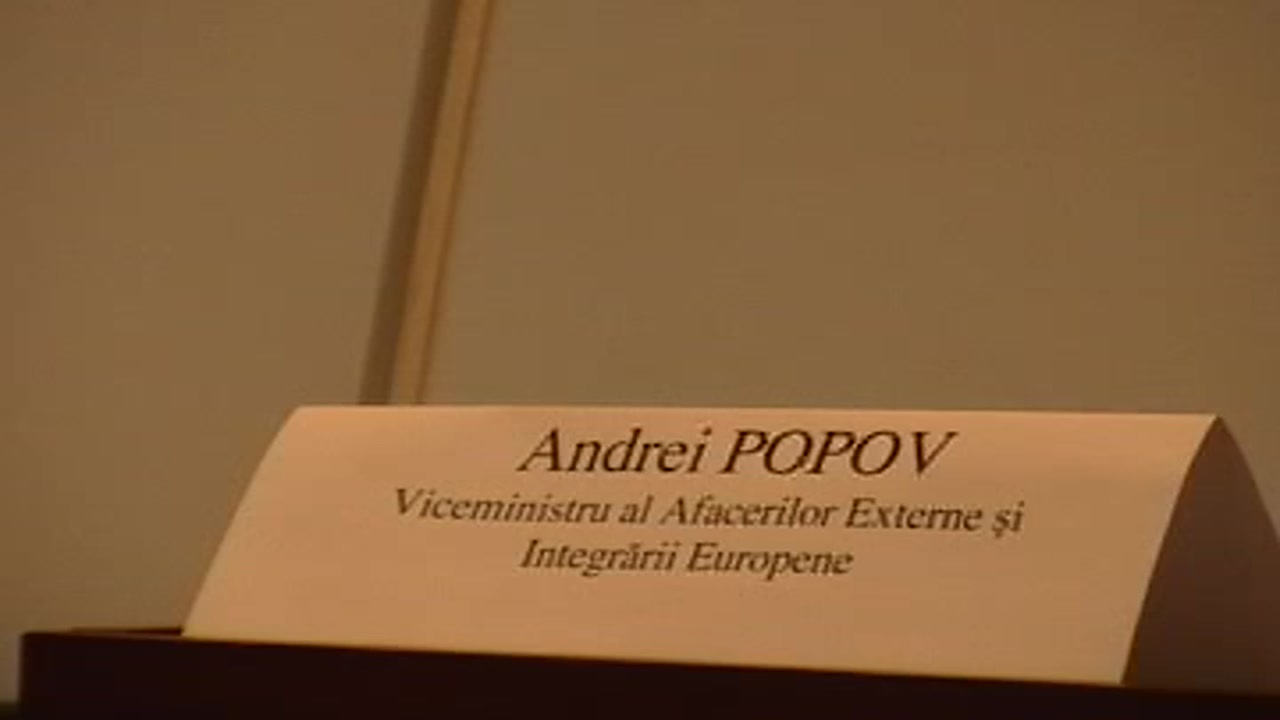 Andrei POPOV
Viceministru al Afacerilor Externe și
Integrării Europene